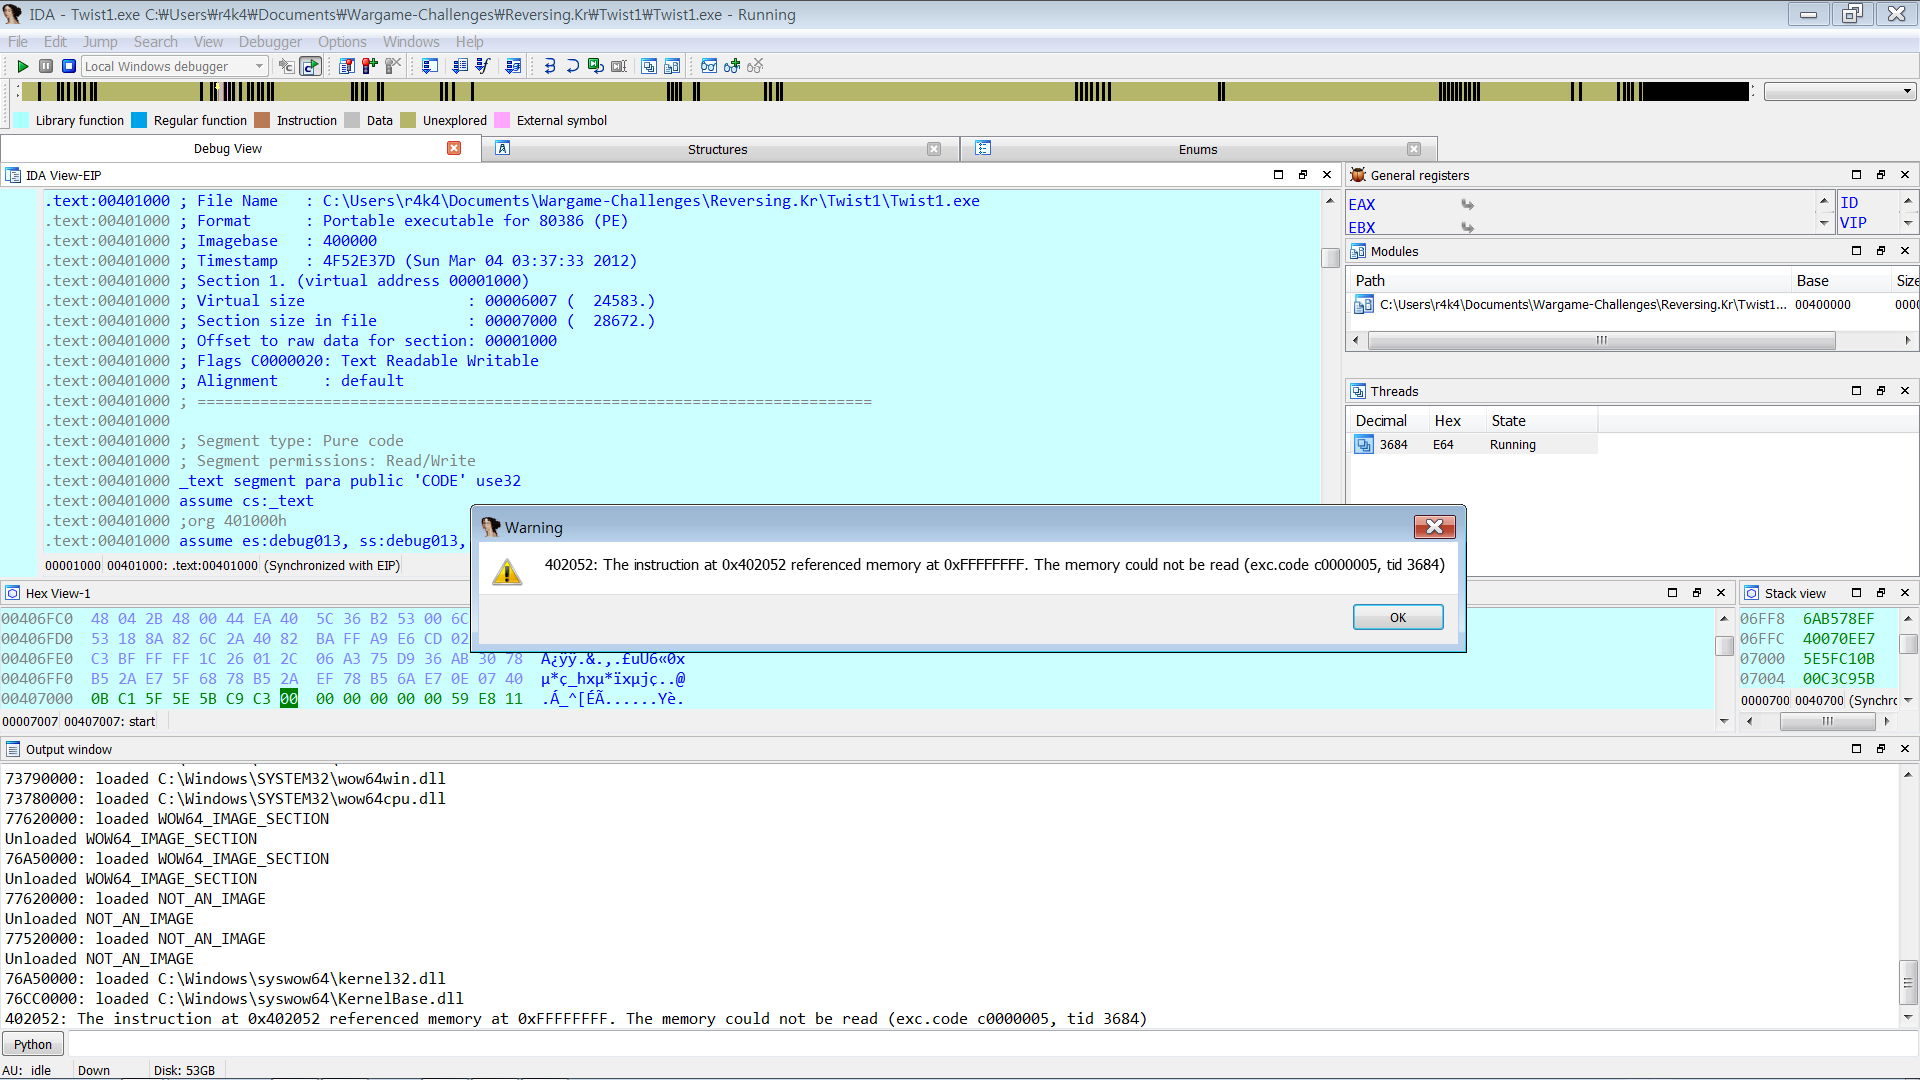 IDA - Twist1.exe C:₩Users₩r4k4₩Documents₩Wargame-Challenges₩Reversing.Kr₩Twist1₩Twist1.exe - Running
File Edit Jump Search View Debugger Options Windows Help
Local Windows debugger
Library function Regular function Instruction Data Unexplored External symbol
Debug View Structures Enums
IDA View-EIP
.text:00401000 ; File Name : C:\Users\r4k4\Documents\Wargame-Challenges\Reversing.Kr\Twist1\Twist1.exe
.text:00401000 ; Format : Portable executable for 80386 (PE)
.text:00401000 ; Imagebase : 400000
.text:00401000 ; Timestamp : 4F52E37D (Sun Mar 04 03:37:33 2012)
.text:00401000 ; Section 1. (virtual address 00001000)
.text:00401000 ; Virtual size : 00006007 ( 24583.)
.text:00401000 ; Section size in file : 00007000 ( 28672.)
.text:00401000 ; Offset to raw data for section: 00001000
.text:00401000 ; Flags C0000020: Text Readable Writable
.text:00401000 ; Alignment : default
.text:00401000 ; ===========================================================================
.text:00401000
.text:00401000 ; Segment type: Pure code
.text:00401000 ; Segment permissions: Read/Write
.text:00401000 _text segment para public 'CODE' use32
.text:00401000 assume cs:_text
.text:00401000 ;org 401000h
.text:00401000 assume es:debug013, ss:debug013,
00001000 00401000: .text:00401000 (Synchronized with EIP)
General registers
EAX
EBX
ID
VIP
Modules
Path Base Size
C:\Users\r4k4\Documents\Wargame-Challenges\Reversing.Kr\Twist1... 00400000 0000
Threads
Decimal Hex State
3684 E64 Running
Warning
402052: The instruction at 0x402052 referenced memory at 0xFFFFFFFF. The memory could not be read (exc.code c0000005, tid 3684)
OK
Hex View-1
00406FC0 48 04 2B 48 00 44 EA 40 5C 36 B2 53 00 6C
00406FD0 53 18 8A 82 6C 2A 40 82 BA FF A9 E6 CD 02
00406FE0 C3 BF FF FF 1C 26 01 2C 06 A3 75 D9 36 AB 30 78 Ã¿ÿÿ.&.,.£uÙ6«0x
00406FF0 B5 2A E7 5F 68 78 B5 2A EF 78 B5 6A E7 0E 07 40 µ*ç_hxµ*ïxµjç..@
00407000 0B C1 5F 5E 5B C9 C3 00 00 00 00 00 00 59 E8 11 .Á_^[ÉÃ......Yè.
00007007 00407007: start
Stack view
06FF8 6AB578EF
06FFC 40070EE7
07000 5E5FC10B
07004 00C3C95B
0000700 0040700 (Synchro
Output window
73790000: loaded C:\Windows\SYSTEM32\wow64win.dll
73780000: loaded C:\Windows\SYSTEM32\wow64cpu.dll
77620000: loaded WOW64_IMAGE_SECTION
Unloaded WOW64_IMAGE_SECTION
76A50000: loaded WOW64_IMAGE_SECTION
Unloaded WOW64_IMAGE_SECTION
77620000: loaded NOT_AN_IMAGE
Unloaded NOT_AN_IMAGE
77520000: loaded NOT_AN_IMAGE
Unloaded NOT_AN_IMAGE
76A50000: loaded C:\Windows\syswow64\kernel32.dll
76CC0000: loaded C:\Windows\syswow64\KernelBase.dll
402052: The instruction at 0x402052 referenced memory at 0xFFFFFFFF. The memory could not be read (exc.code c0000005, tid 3684)
Python
AU: idle Down Disk: 53GB